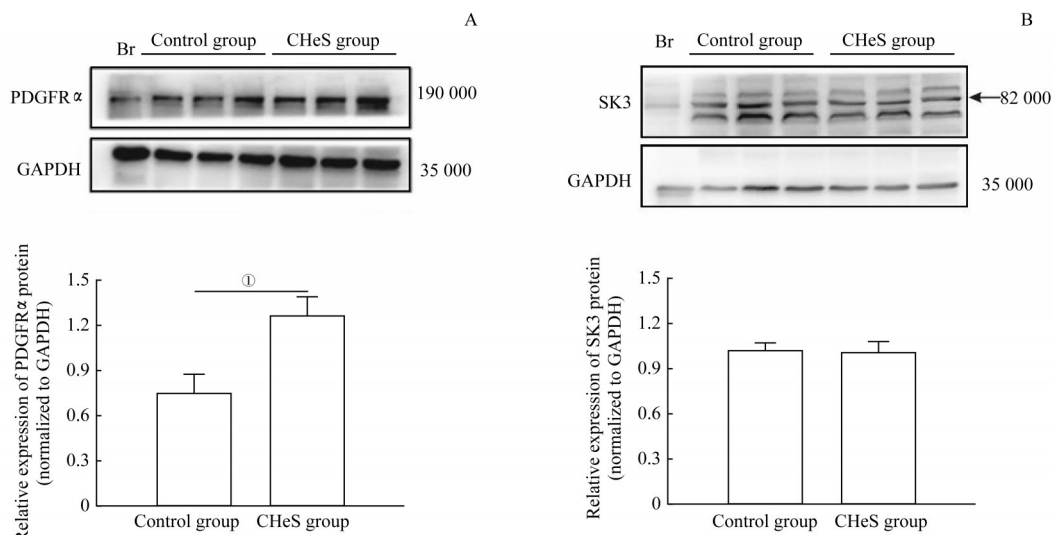 A
Br Control group CHeS group
PDGFRα 190 000
GAPDH 35 000
Relative expression of PDGFRα protein
(normalized to GAPDH)
1.5
1.2
0.9
0.6
0.3
0
①
Control group CHeS group
B
Br Control group CHeS group
SK3 82 000
GAPDH 35 000
Relative expression of SK3 protein
(normalized to GAPDH)
1.5
1.2
0.9
0.6
0.3
0
Control group CHeS group